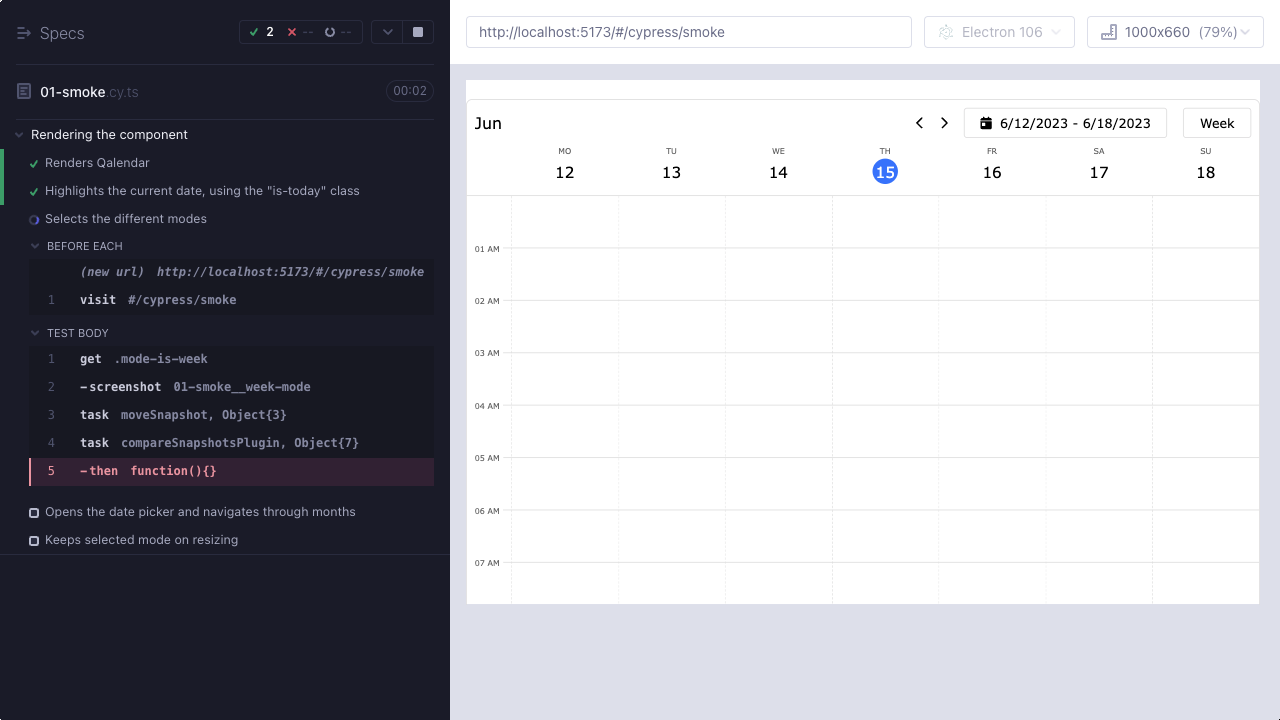 Specs
2 -- --
01-smoke.cy.ts
00:02
Rendering the component
Renders Qalendar
Highlights the current date, using the "is-today" class
Selects the different modes
BEFORE EACH
(new url) http://localhost:5173/#/cypress/smoke
1 visit #/cypress/smoke
TEST BODY
1 get .mode-is-week
2 -screenshot 01-smoke__week-mode
3 task moveSnapshot, Object{3}
4 task compareSnapshotsPlugin, Object{7}
5 -then function(){}
Opens the date picker and navigates through months
Keeps selected mode on resizing
http://localhost:5173/#/cypress/smoke
Electron 106
1000x660 (79%)
Jun
6/12/2023 - 6/18/2023
Week
MO TU WE TH FR SA SU
12 13 14 15 16 17 18
01 AM
02 AM
03 AM
04 AM
05 AM
06 AM
07 AM